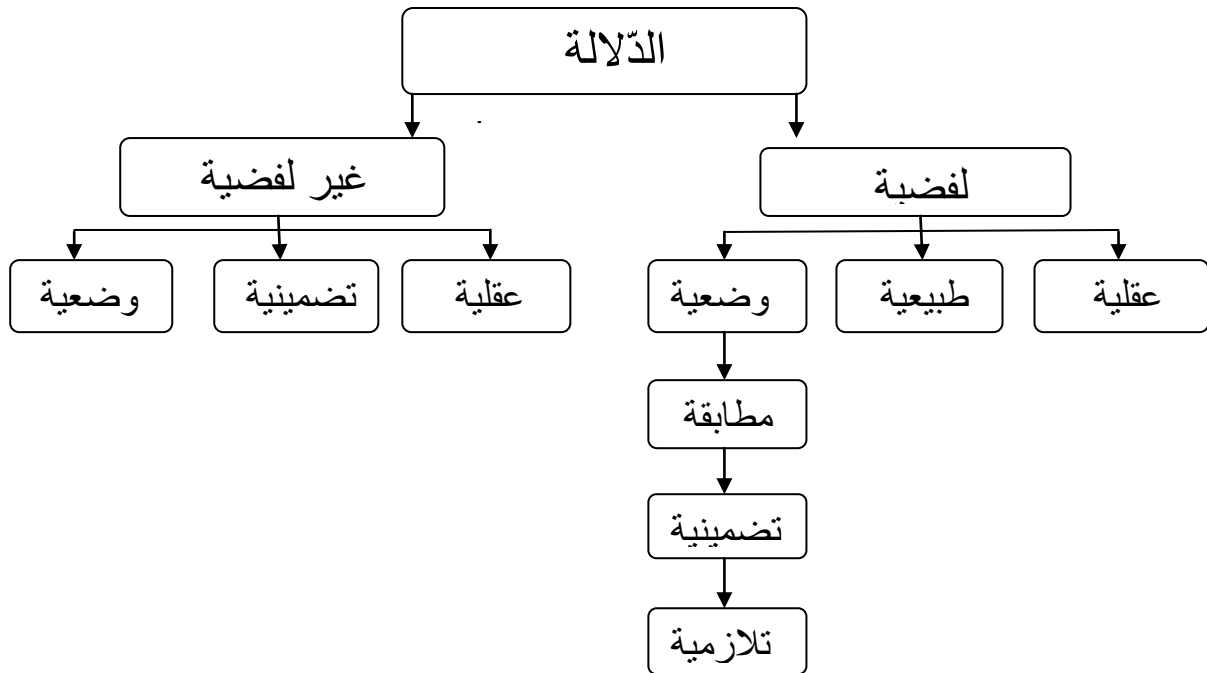 الدّلالة
لفضية
غير لفضية
عقلية
طبيعية
وضعية
عقلية
تضمينية
وضعية
مطابقة
تضمينية
تلازمية